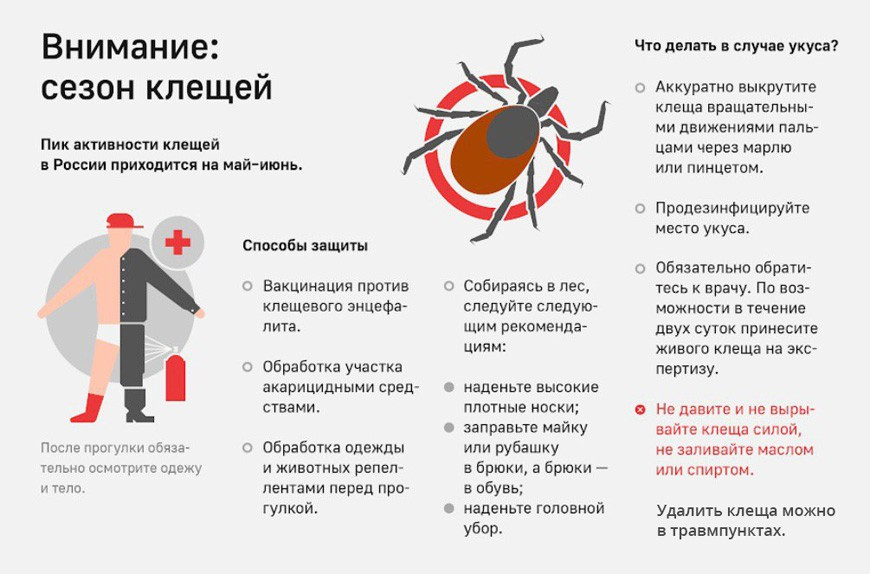 Внимание:
сезон клещей
Пик активности клещей
в России приходится на май–июнь.
После прогулки обяза-
тельно осмотрите одежу
и тело.
Способы защиты
Вакцинация против
клещевого энцефа-
лита.
Обработка участка
акарицидными сред-
ствами.
Обработка одежды
и животных репел-
лентами перед про-
гулкой.
Собираясь в лес,
следуйте следую-
щим рекоменда-
циям:
наденьте высокие
плотные носки;
заправьте майку
или рубашку
в брюки, а брюки —
в обувь;
наденьте головной
убор.
Что делать в случае укуса?
Аккуратно выкрутите
клеща вращательны-
ми движениями паль-
цами через марлю
или пинцетом.
Продезинфицируйте
место укуса.
Обязательно обрати-
тесь к врачу. По воз-
можности в течение
двух суток принесите
живого клеща на экс-
пертизу.
Не давите и не выры-
вайте клеща силой,
не заливайте маслом
или спиртом.
Удалить клеща можно
в травмпунктах.